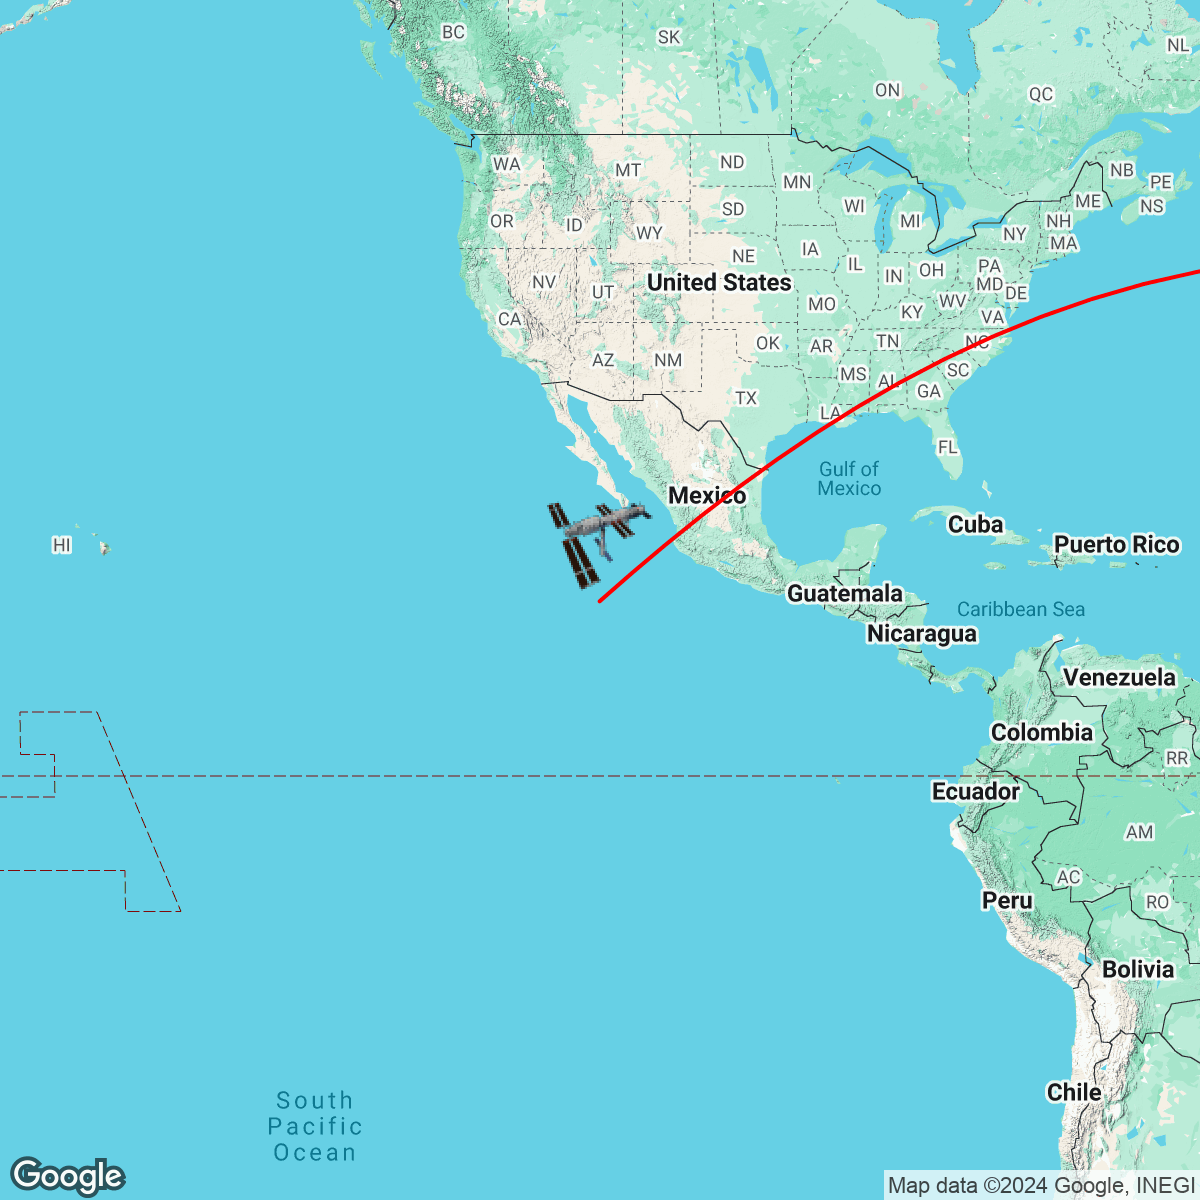 BC
SK
NL
ON
QC
WA
MT
ND
MN
NB
PE
ME
NS
OR
ID
SD
WI
MI
NH
NY
MA
WY
NE
IA
IL
IN
OH
PA
NV
UT
United States
MD
DE
MO
KY
WV
VA
CA
AZ
NM
OK
AR
TN
NC
TX
MS
AL
GA
SC
LA
FL
Gulf of
Mexico
Mexico
HI
Cuba
Puerto Rico
Guatemala
Caribbean Sea
Nicaragua
Venezuela
Colombia
RR
Ecuador
AM
AC
Peru
RO
Bolivia
Chile
South
Pacific
Ocean
Google
Map data ©2024 Google, INEGI